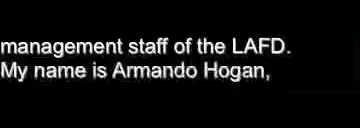 management staff of the LAFD.
My name is Armando Hogan,